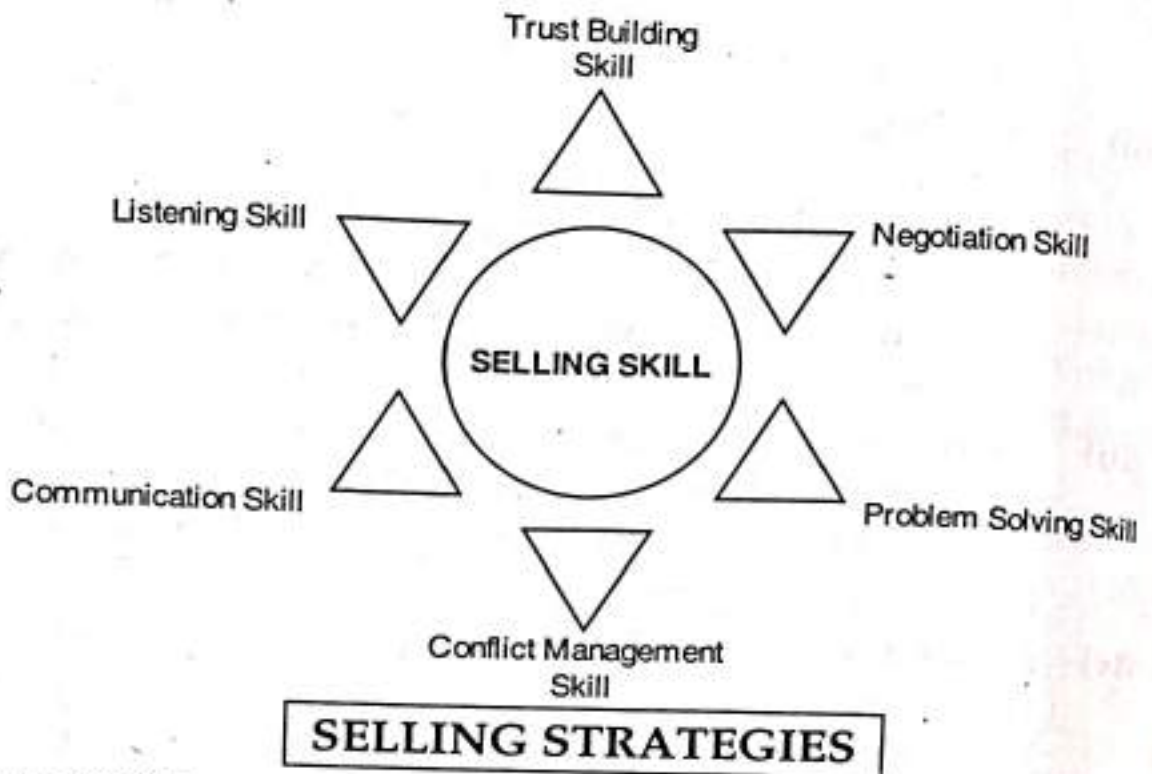 Trust Building
Skill
Listening Skill
Negotiation Skill
SELLING SKILL
Communication Skill
Problem Solving Skill
Conflict Management
Skill
SELLING STRATEGIES